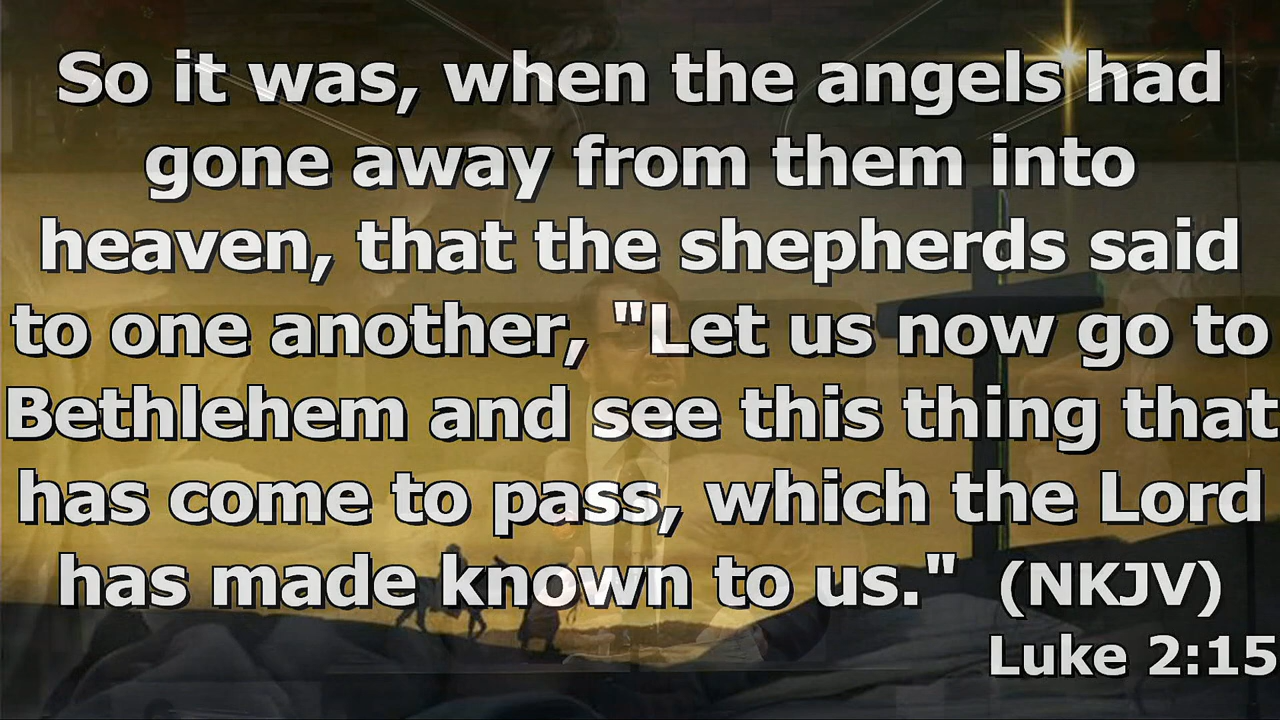 So it was, when the angels had
gone away from them into
heaven, that the shepherds said
to one another, "Let us now go to
Bethlehem and see this thing that
has come to pass, which the Lord
has made known to us."  (NKJV)
Luke 2:15